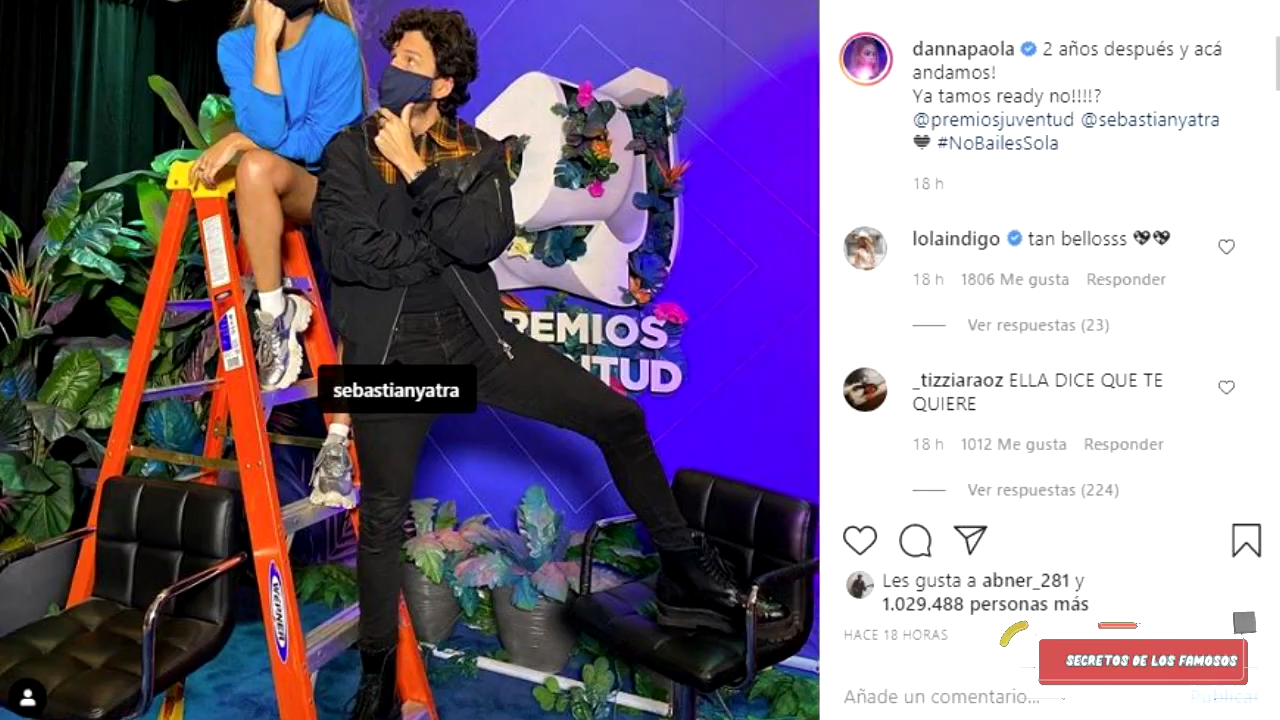 dannapaola 2 años después y acá
andamos!
Ya tamos ready no!!!!?
@premiosjuventud @sebastianyatra
🖤 #NoBailesSola
18 h
lolaindigo tan bellosss 💖💖
18 h 1806 Me gusta Responder
Ver respuestas (23)
_tizziaraoz ELLA DICE QUE TE
QUIERE
18 h 1012 Me gusta Responder
Ver respuestas (224)
Les gusta a abner_281 y
1.029.488 personas más
HACE 18 HORAS
SECRETOS DE LOS FAMOSOS
Añade un comentario...
Publicar
REMIOS
NTUD
sebastianyatra
WERNER